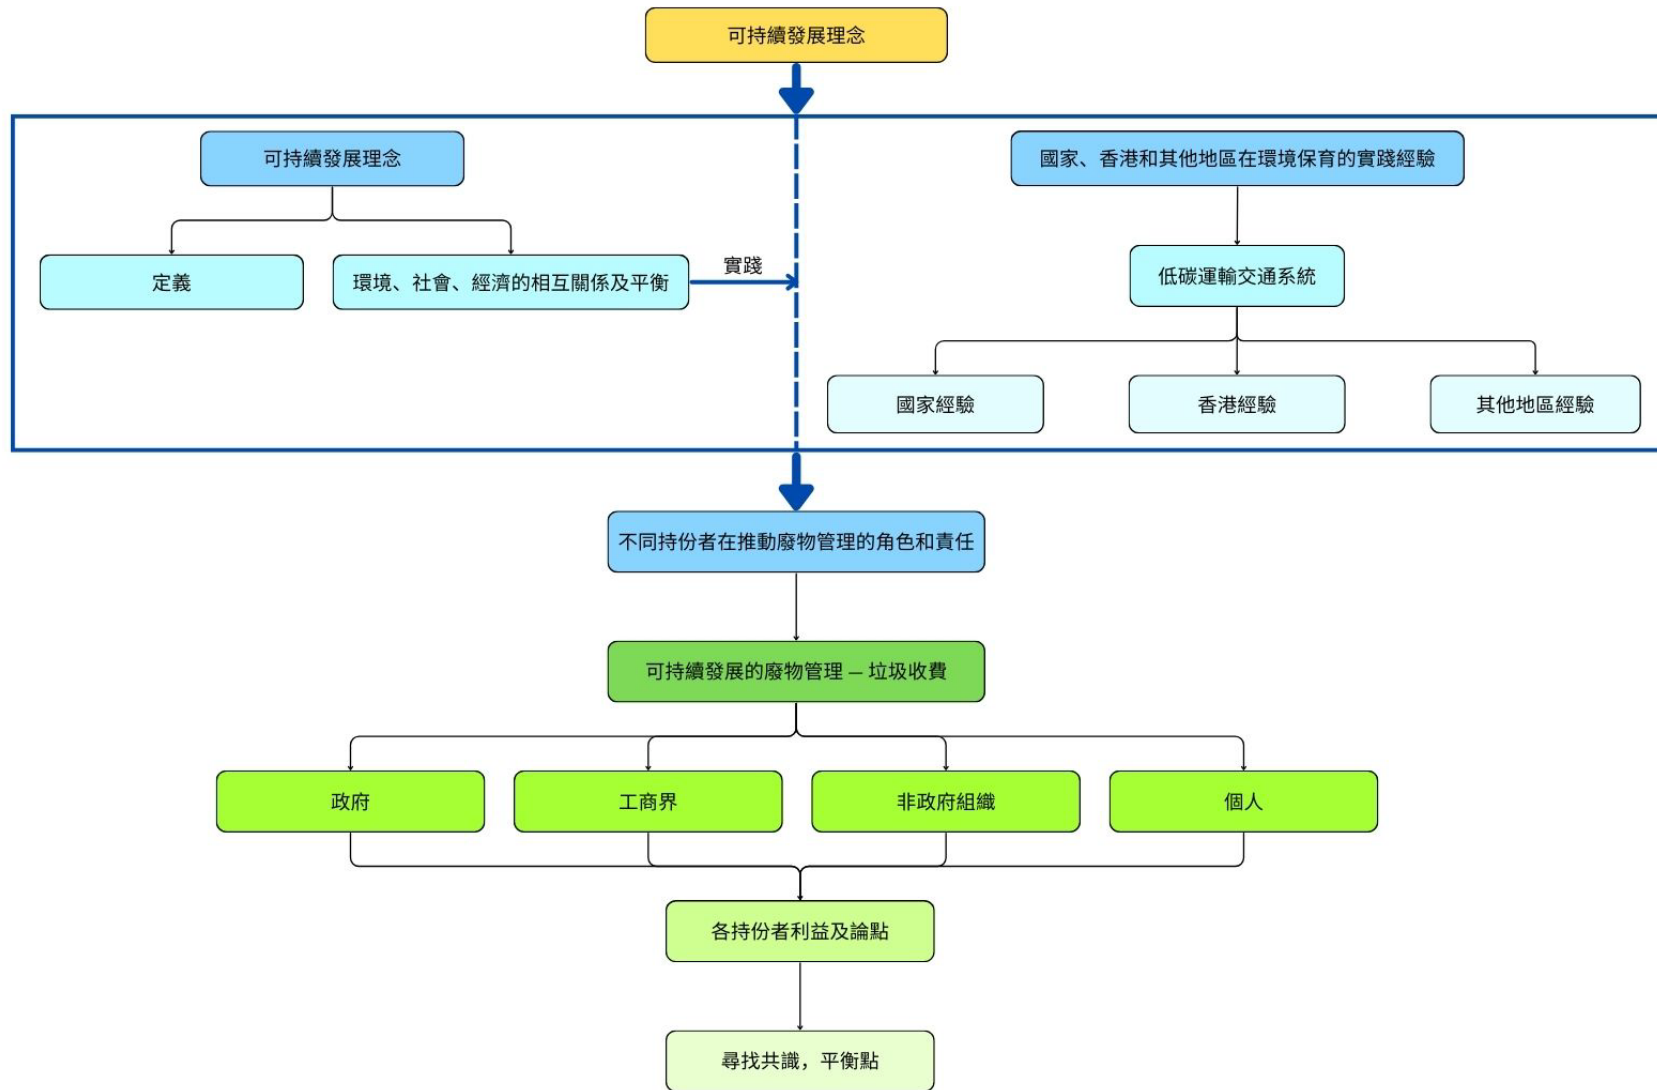 可持續發展理念
可持續發展理念
定義
環境、社會、經濟的相互關係及平衡
實踐
國家、香港和其他地區在環境保育的實踐經驗
低碳運輸交通系統
國家經驗
香港經驗
其他地區經驗
不同持份者在推動廢物管理的角色和責任
可持續發展的廢物管理 — 垃圾收費
政府
工商界
非政府組織
個人
各持份者利益及論點
尋找共識，平衡點